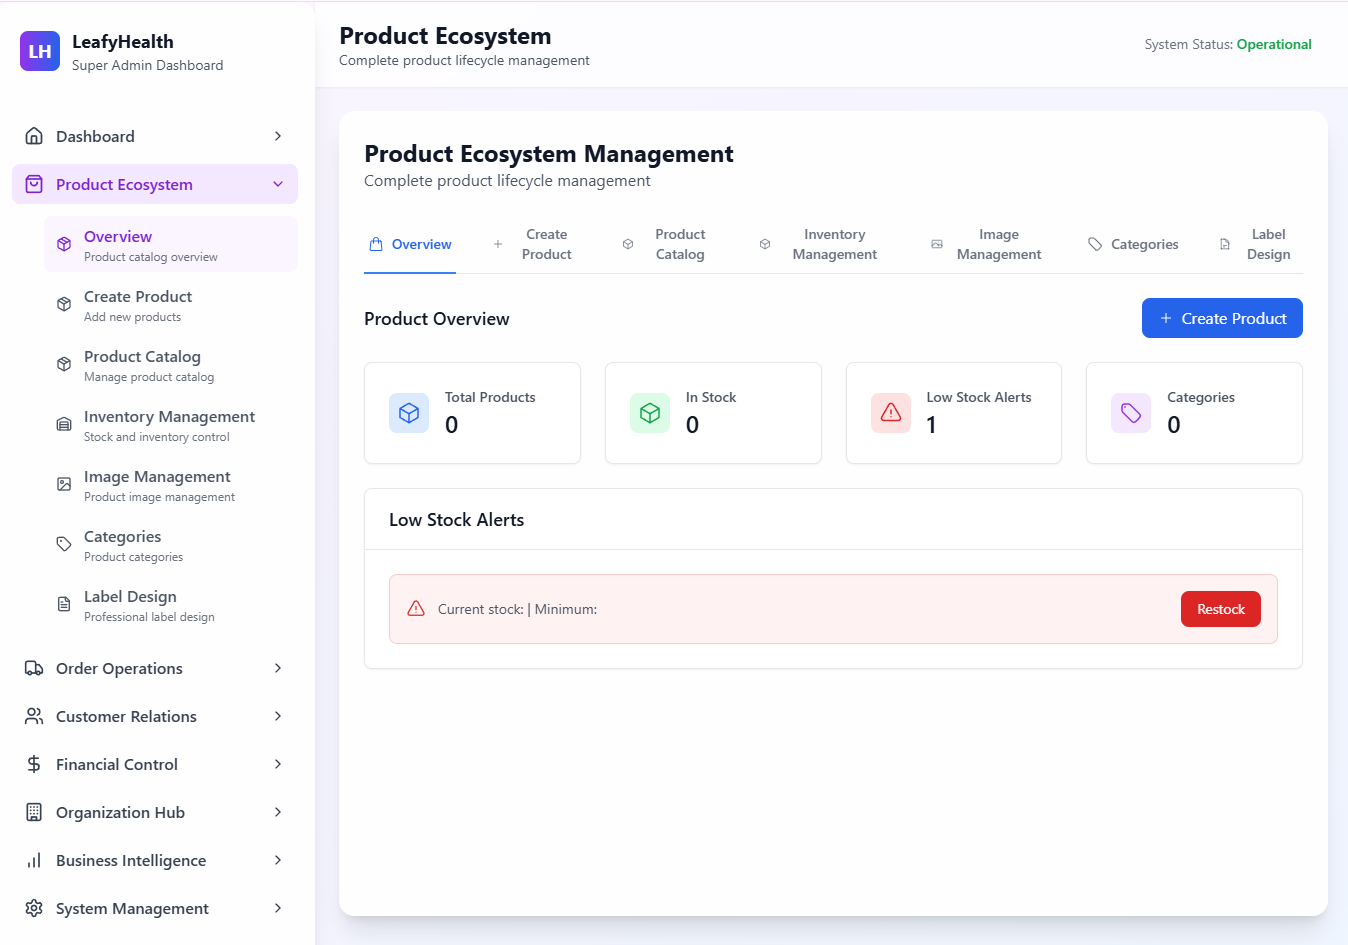 LH
LeafyHealth
Super Admin Dashboard
Dashboard
Product Ecosystem
Overview
Product catalog overview
Create Product
Add new products
Product Catalog
Manage product catalog
Inventory Management
Stock and inventory control
Image Management
Product image management
Categories
Product categories
Label Design
Professional label design
Order Operations
Customer Relations
Financial Control
Organization Hub
Business Intelligence
System Management
Product Ecosystem
Complete product lifecycle management
System Status: Operational
Product Ecosystem Management
Complete product lifecycle management
Overview
Create
Product
Product
Catalog
Inventory
Management
Image
Management
Categories
Label
Design
Product Overview
+ Create Product
Total Products
0
In Stock
0
Low Stock Alerts
1
Categories
0
Low Stock Alerts
Current stock: | Minimum:
Restock